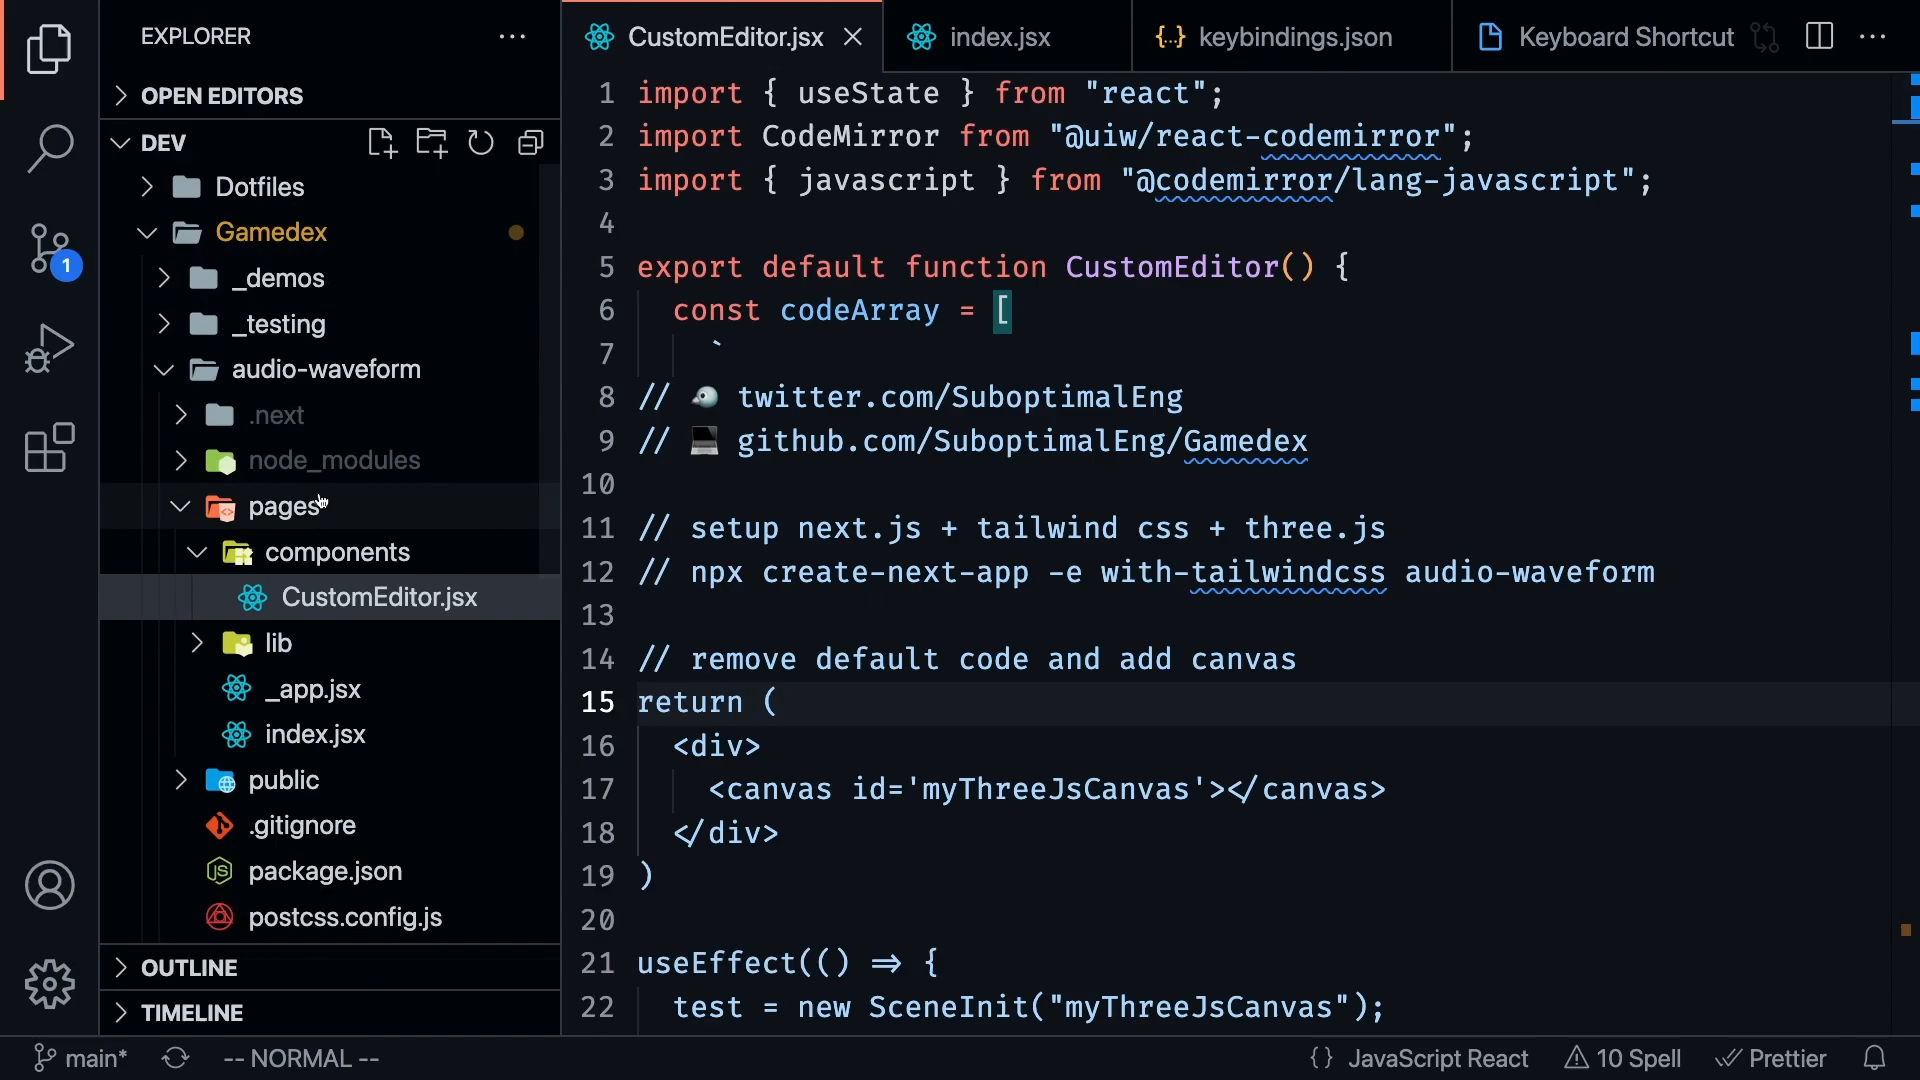 EXPLORER
OPEN EDITORS
DEV
Dotfiles
Gamedex
_demos
_testing
audio-waveform
.next
node_modules
pages
components
CustomEditor.jsx
lib
_app.jsx
index.jsx
public
.gitignore
package.json
postcss.config.js
OUTLINE
TIMELINE
1
CustomEditor.jsx
index.jsx
{..} keybindings.json
Keyboard Shortcut
1 import { useState } from "react";
2 import CodeMirror from "@uiw/react-codemirror";
3 import { javascript } from "@codemirror/lang-javascript";
4
5 export default function CustomEditor() {
6 const codeArray = [
7 `
8 // 🐦 twitter.com/SuboptimalEng
9 // 💻 github.com/SuboptimalEng/Gamedex
10
11 // setup next.js + tailwind css + three.js
12 // npx create-next-app -e with-tailwindcss audio-waveform
13
14 // remove default code and add canvas
15 return (
16 <div>
17 <canvas id='myThreeJsCanvas'></canvas>
18 </div>
19 )
20
21 useEffect(() => {
22 test = new SceneInit("myThreeJsCanvas");
main*
-- NORMAL --
{} JavaScript React
10 Spell
Prettier